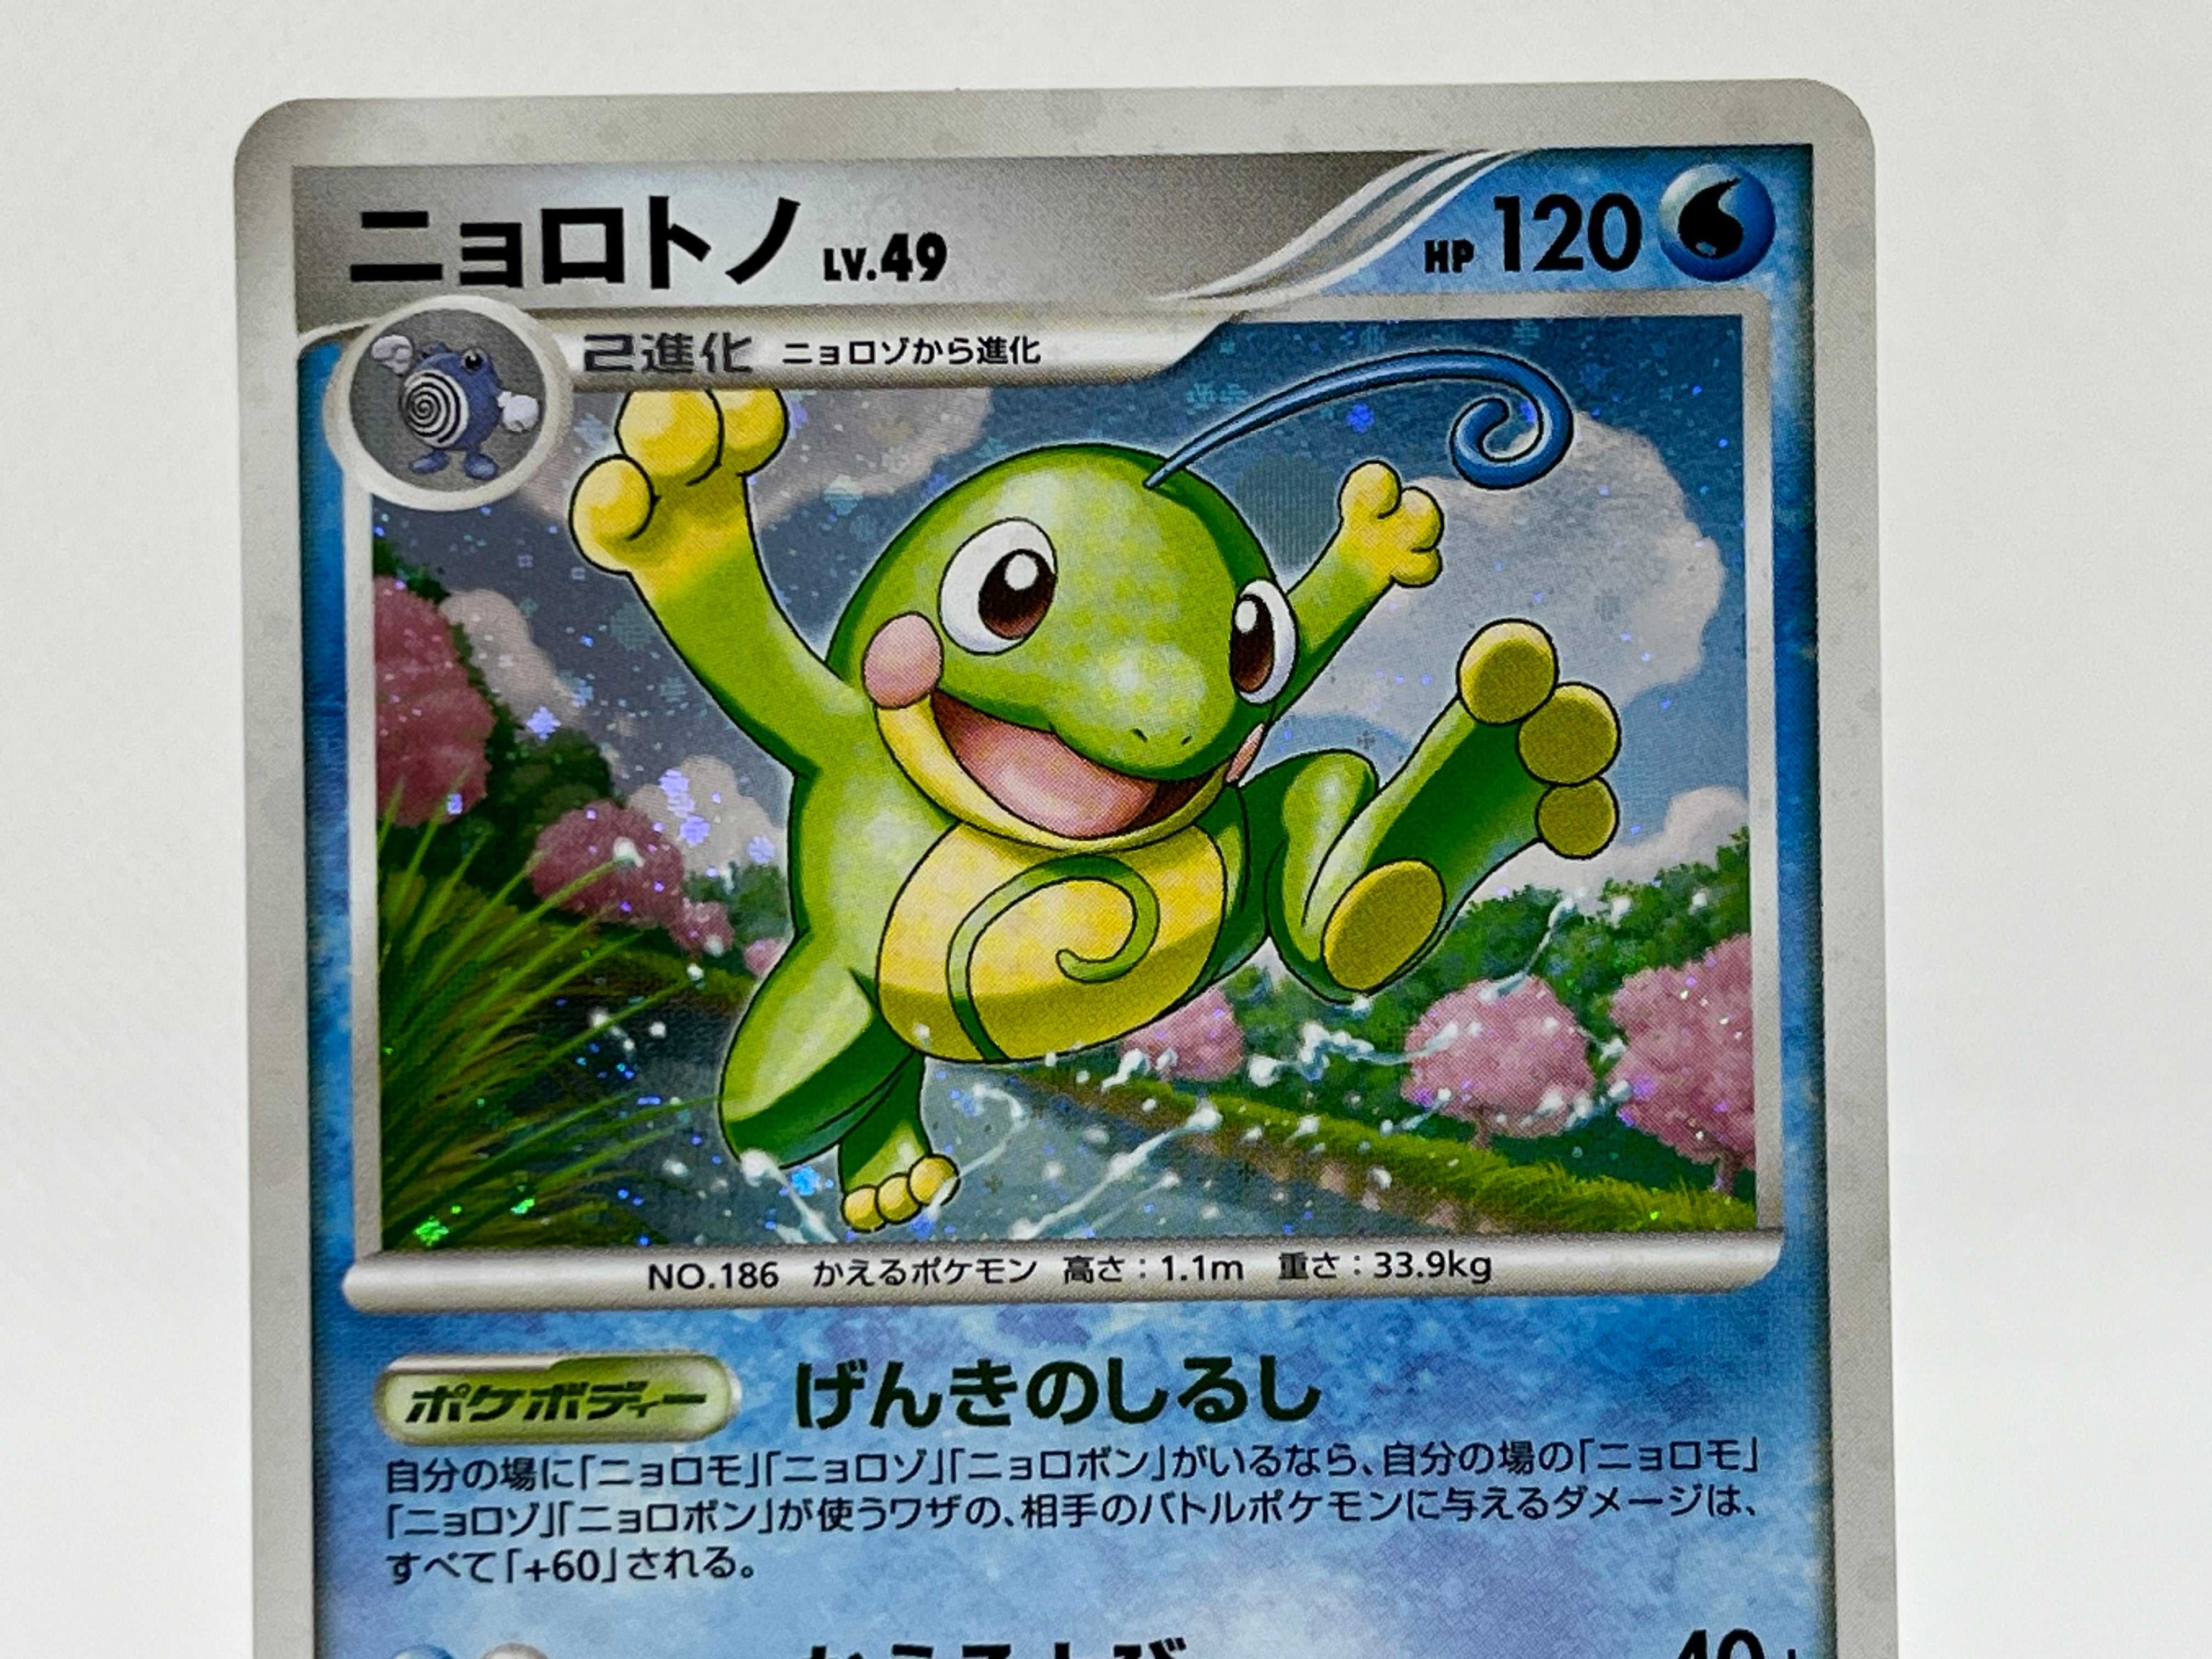 ニョロトノ LV.49 HP 120
2進化 ニョロゾから進化
NO.186 かえるポケモン 高さ：1.1m 重さ：33.9kg
ポケボディー げんきのしるし
自分の場に「ニョロモ」「ニョロゾ」「ニョロボン」がいるなら、自分の場の「ニョロモ」
「ニョロゾ」「ニョロボン」が使うワザの、相手のバトルポケモンに与えるダメージは、
すべて「+60」される。
40+